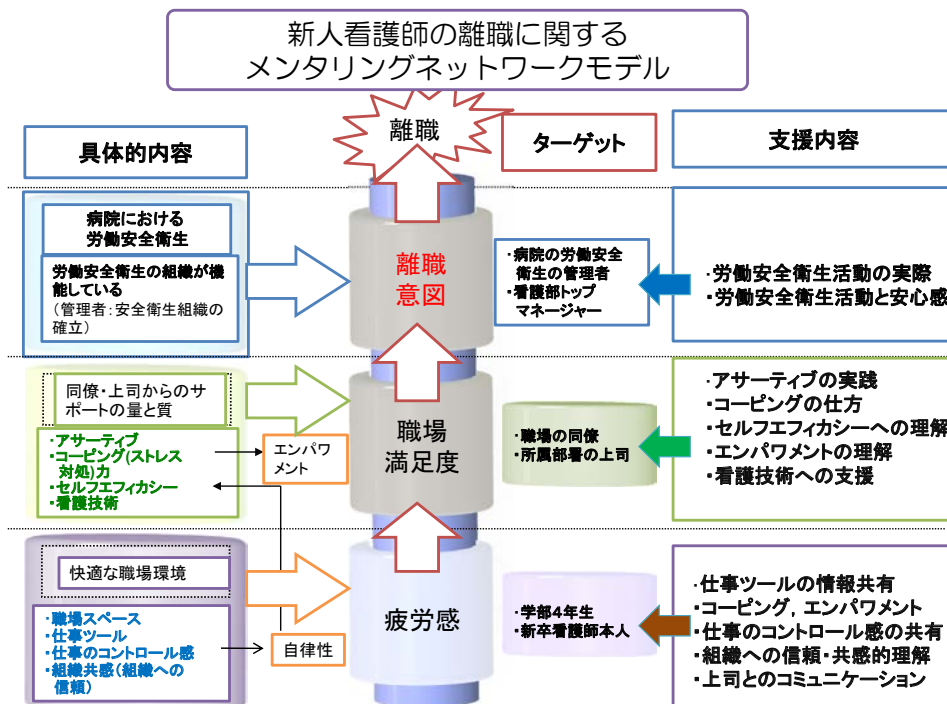 新人看護師の離職に関する
メンタリングネットワークモデル
離職
具体的内容
ターゲット
支援内容
病院における
労働安全衛生
労働安全衛生の組織が機
能している
(管理者:安全衛生組織の
確立)
離職
意図
・病院の労働安全
衛生の管理者
・看護部トップ
マネージャー
・労働安全衛生活動の実際
・労働安全衛生活動と安心感
同僚・上司からのサ
ポートの量と質
・アサーティブ
・コーピング(ストレス
対処)力
・セルフエフィカシー
・看護技術
エンパワ
メント
職場
満足度
・職場の同僚
・所属部署の上司
・アサーティブの実践
・コーピングの仕方
・セルフエフィカシーへの理解
・エンパワメントの理解
・看護技術への支援
快適な職場環境
・職場スペース
・仕事ツール
・仕事のコントロール感
・組織共感(組織への
信頼)
自律性
疲労感
・学部4年生
・新卒看護師本人
・仕事ツールの情報共有
・コーピング,エンパワメント
・仕事のコントロール感の共有
・組織への信頼・共感的理解
・上司とのコミュニケーション